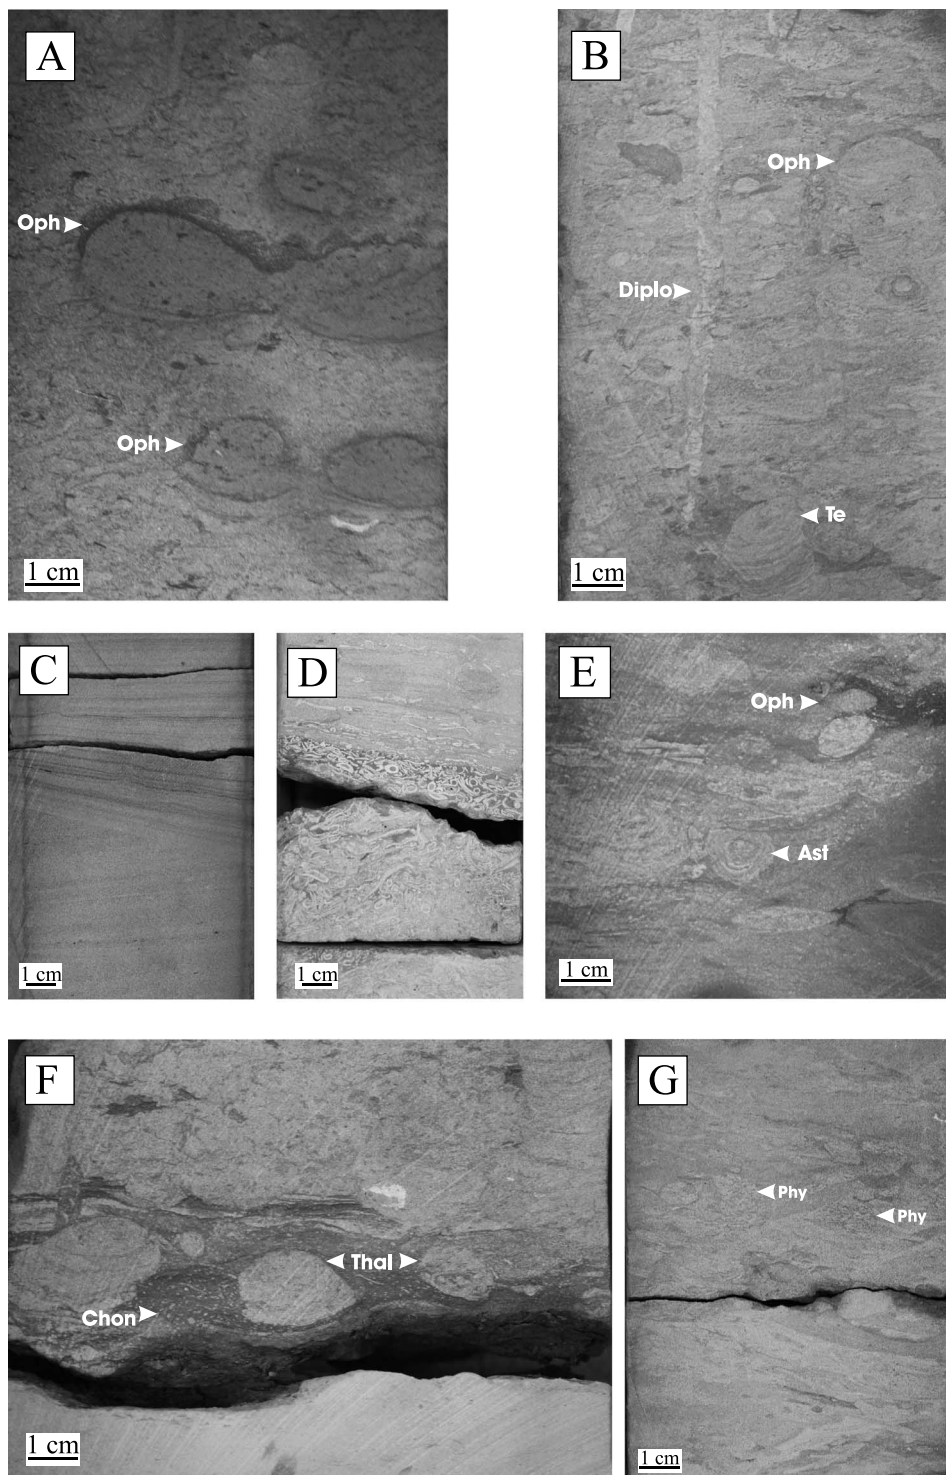 A
Oph
Oph
1 cm
B
Oph
Diplo
Te
1 cm
C
1 cm
D
1 cm
E
Oph
Ast
1 cm
F
Thal
Chon
1 cm
G
Phy
Phy
1 cm